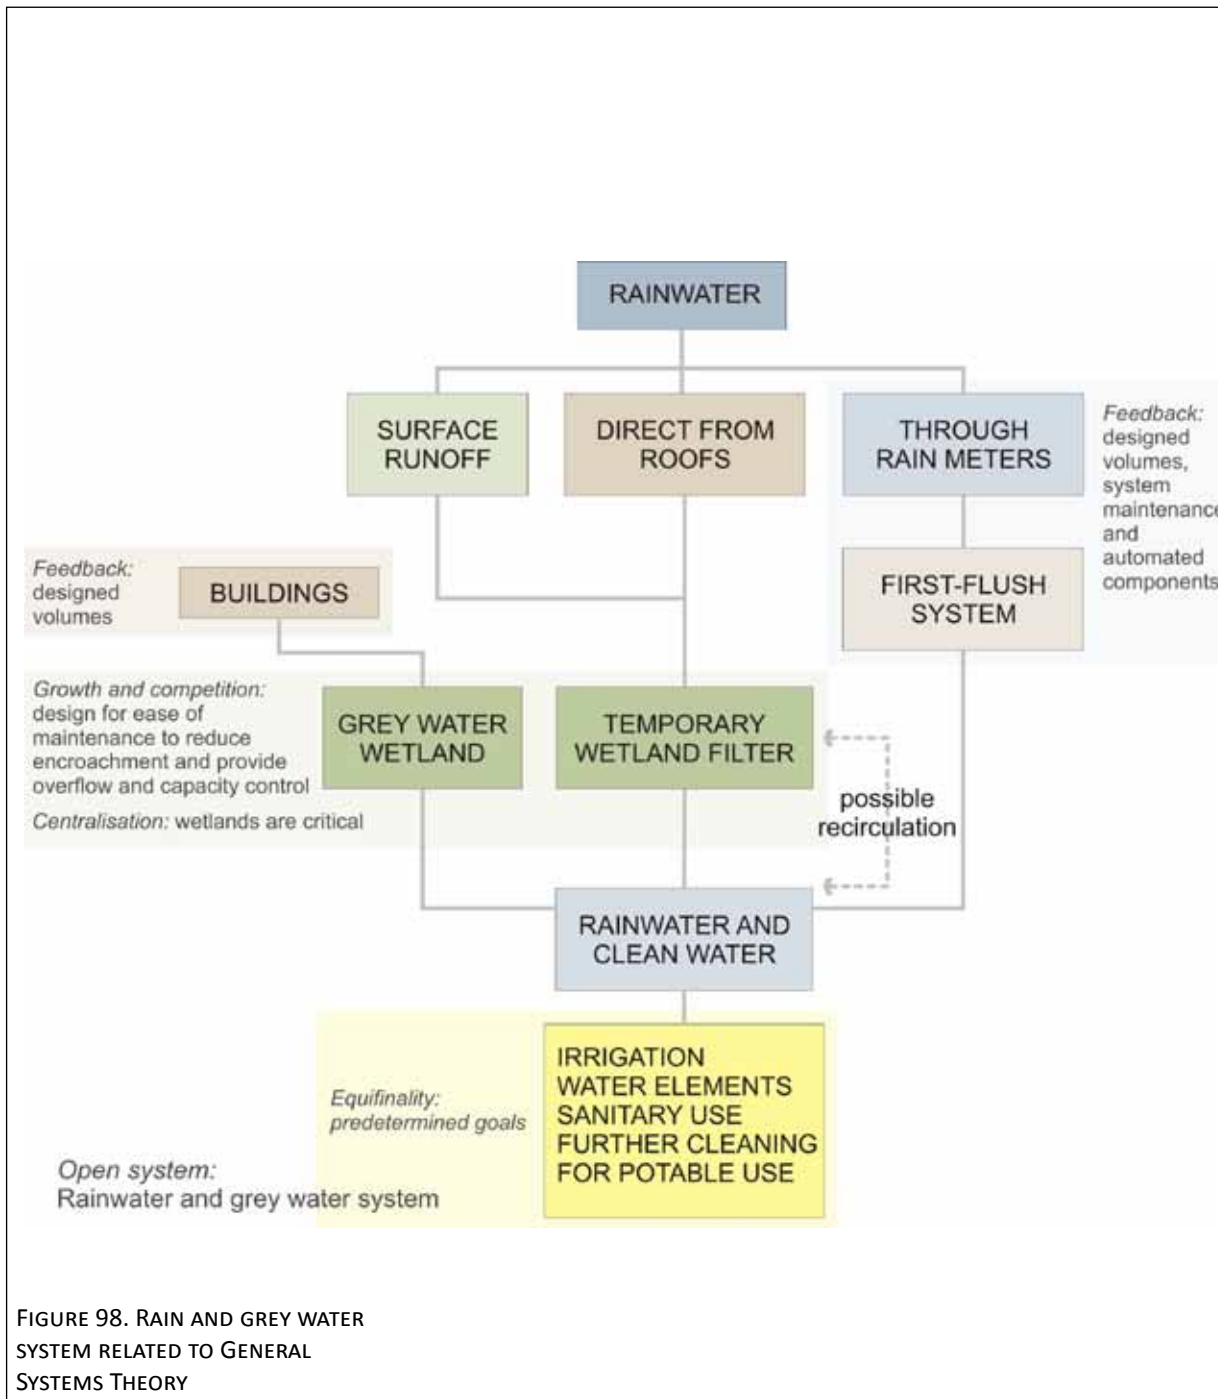 RAINWATER
SURFACE
RUNOFF
DIRECT FROM
ROOFS
THROUGH
RAIN METERS
Feedback:
designed
volumes,
system
maintenance
and
automated
components
Feedback:
designed
volumes
BUILDINGS
FIRST-FLUSH
SYSTEM
Growth and competition:
design for ease of
maintenance to reduce
encroachment and provide
overflow and capacity control
Centralisation: wetlands are critical
GREY WATER
WETLAND
TEMPORARY
WETLAND FILTER
possible
recirculation
RAINWATER AND
CLEAN WATER
Equifinality:
predetermined goals
IRRIGATION
WATER ELEMENTS
SANITARY USE
FURTHER CLEANING
FOR POTABLE USE
Open system:
Rainwater and grey water system
FIGURE 98. RAIN AND GREY WATER
SYSTEM RELATED TO GENERAL
SYSTEMS THEORY